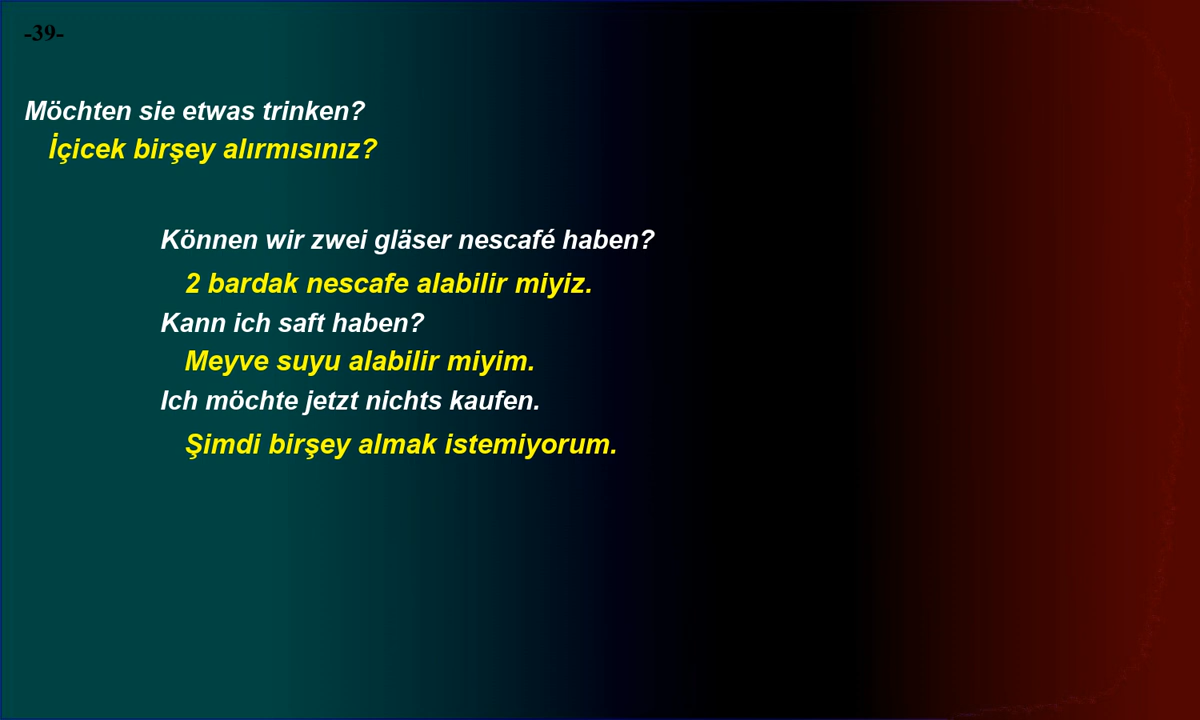 -39-
Möchten sie etwas trinken?
İçicek birşey alırmısınız?
Können wir zwei gläser nescafé haben?
2 bardak nescafe alabilir miyiz.
Kann ich saft haben?
Meyve suyu alabilir miyim.
Ich möchte jetzt nichts kaufen.
Şimdi birşey almak istemiyorum.